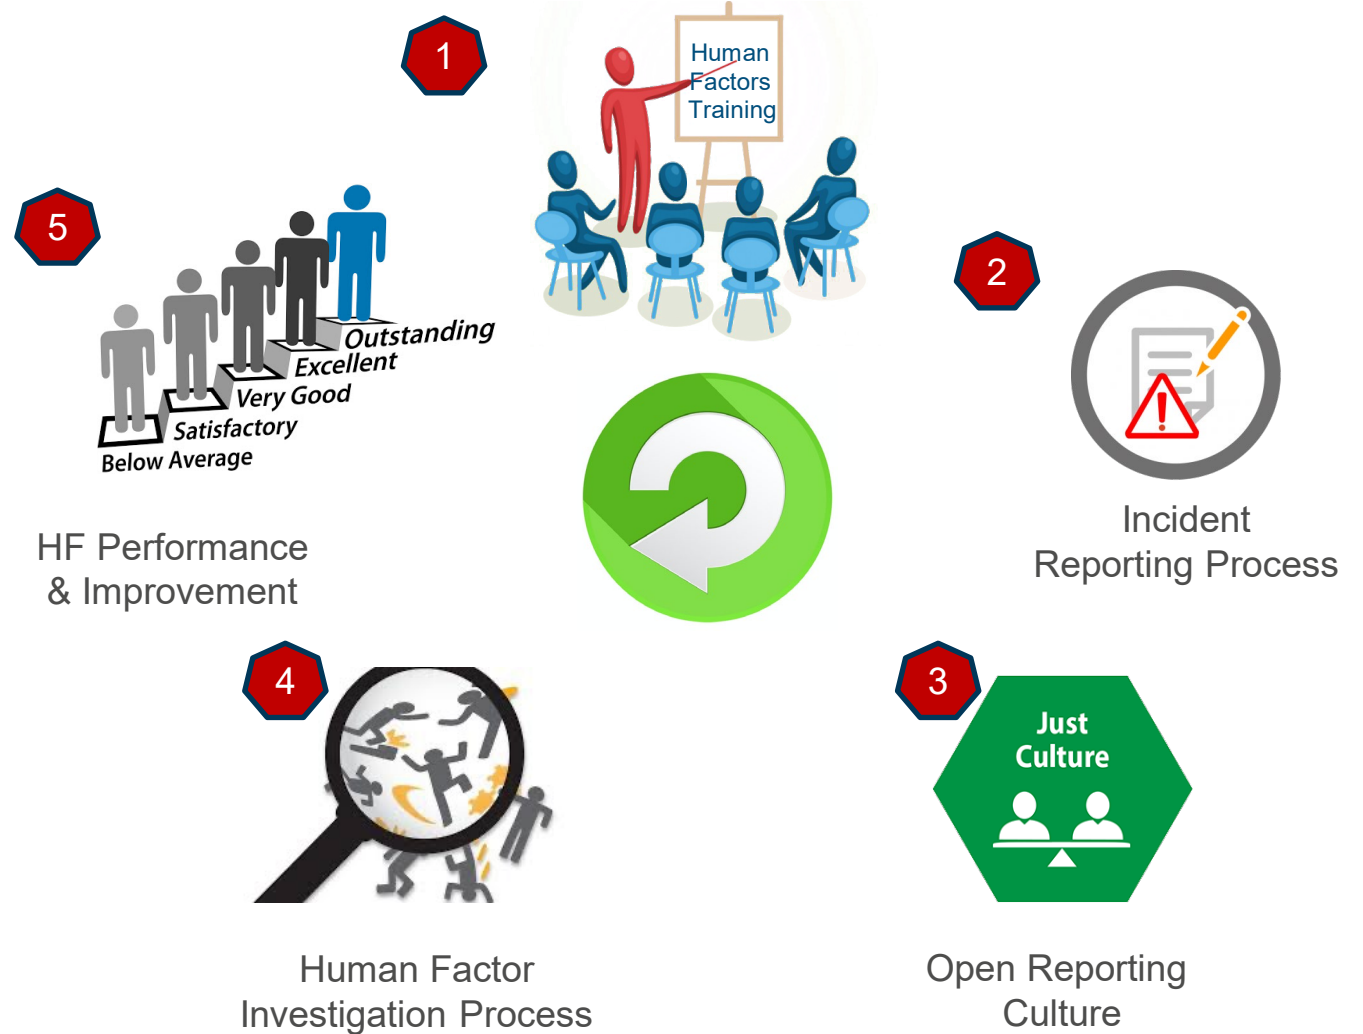 1
Human
Factors
Training
2
Incident
Reporting Process
3
Just
Culture
Open Reporting
Culture
4
Human Factor
Investigation Process
5
Outstanding
Excellent
Very Good
Satisfactory
Below Average
HF Performance
& Improvement